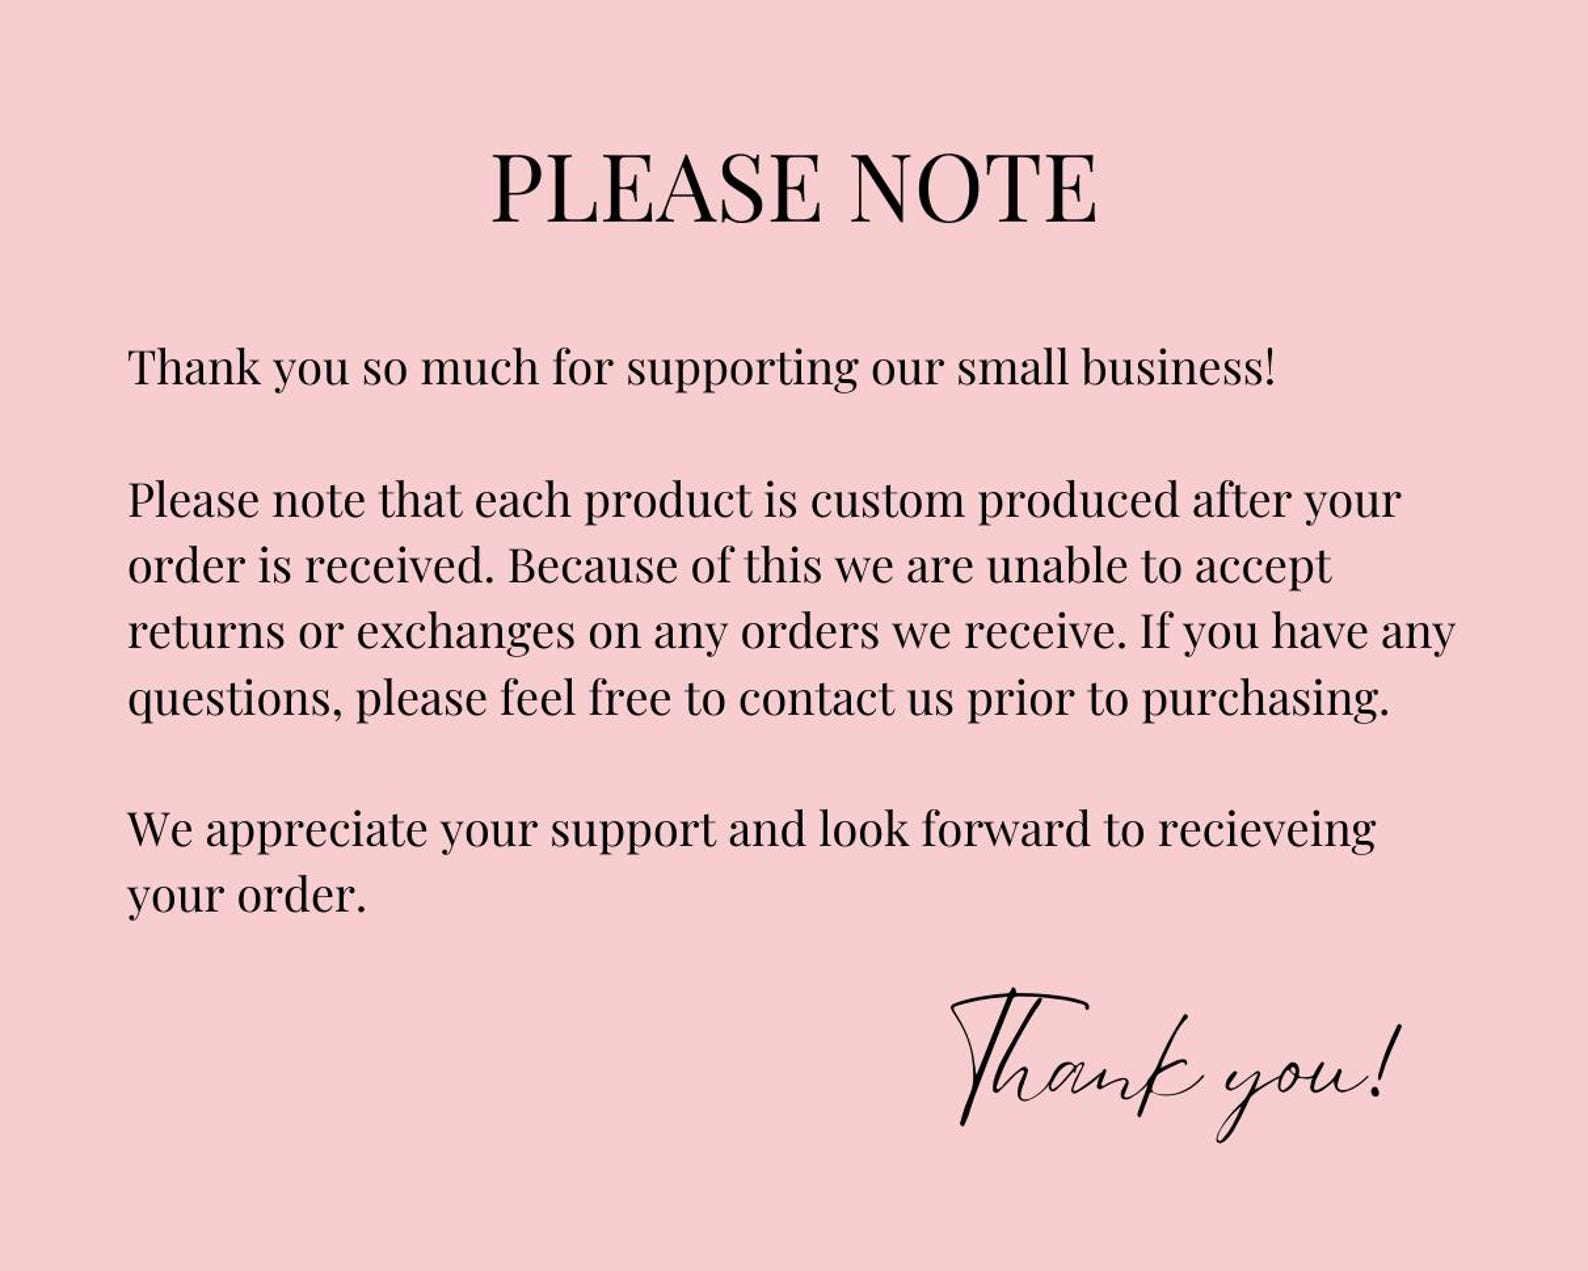 PLEASE NOTE
Thank you so much for supporting our small business!
Please note that each product is custom produced after your
order is received. Because of this we are unable to accept
returns or exchanges on any orders we receive. If you have any
questions, please feel free to contact us prior to purchasing.
We appreciate your support and look forward to recieveing
your order.
Thank you!